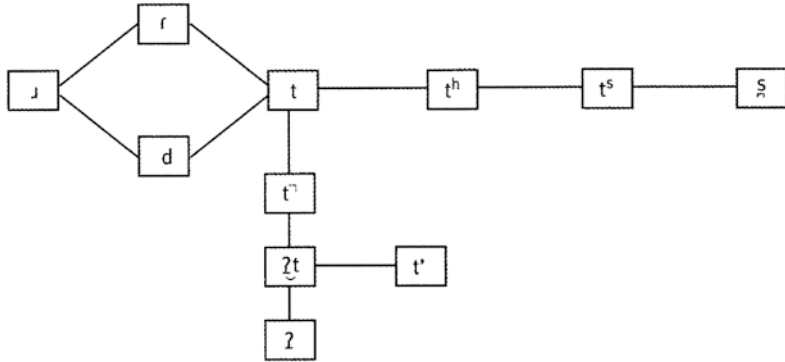 ɾ
ɹ t tʰ tˢ s̺
d
t̚
ʔ͜t t’
ʔ